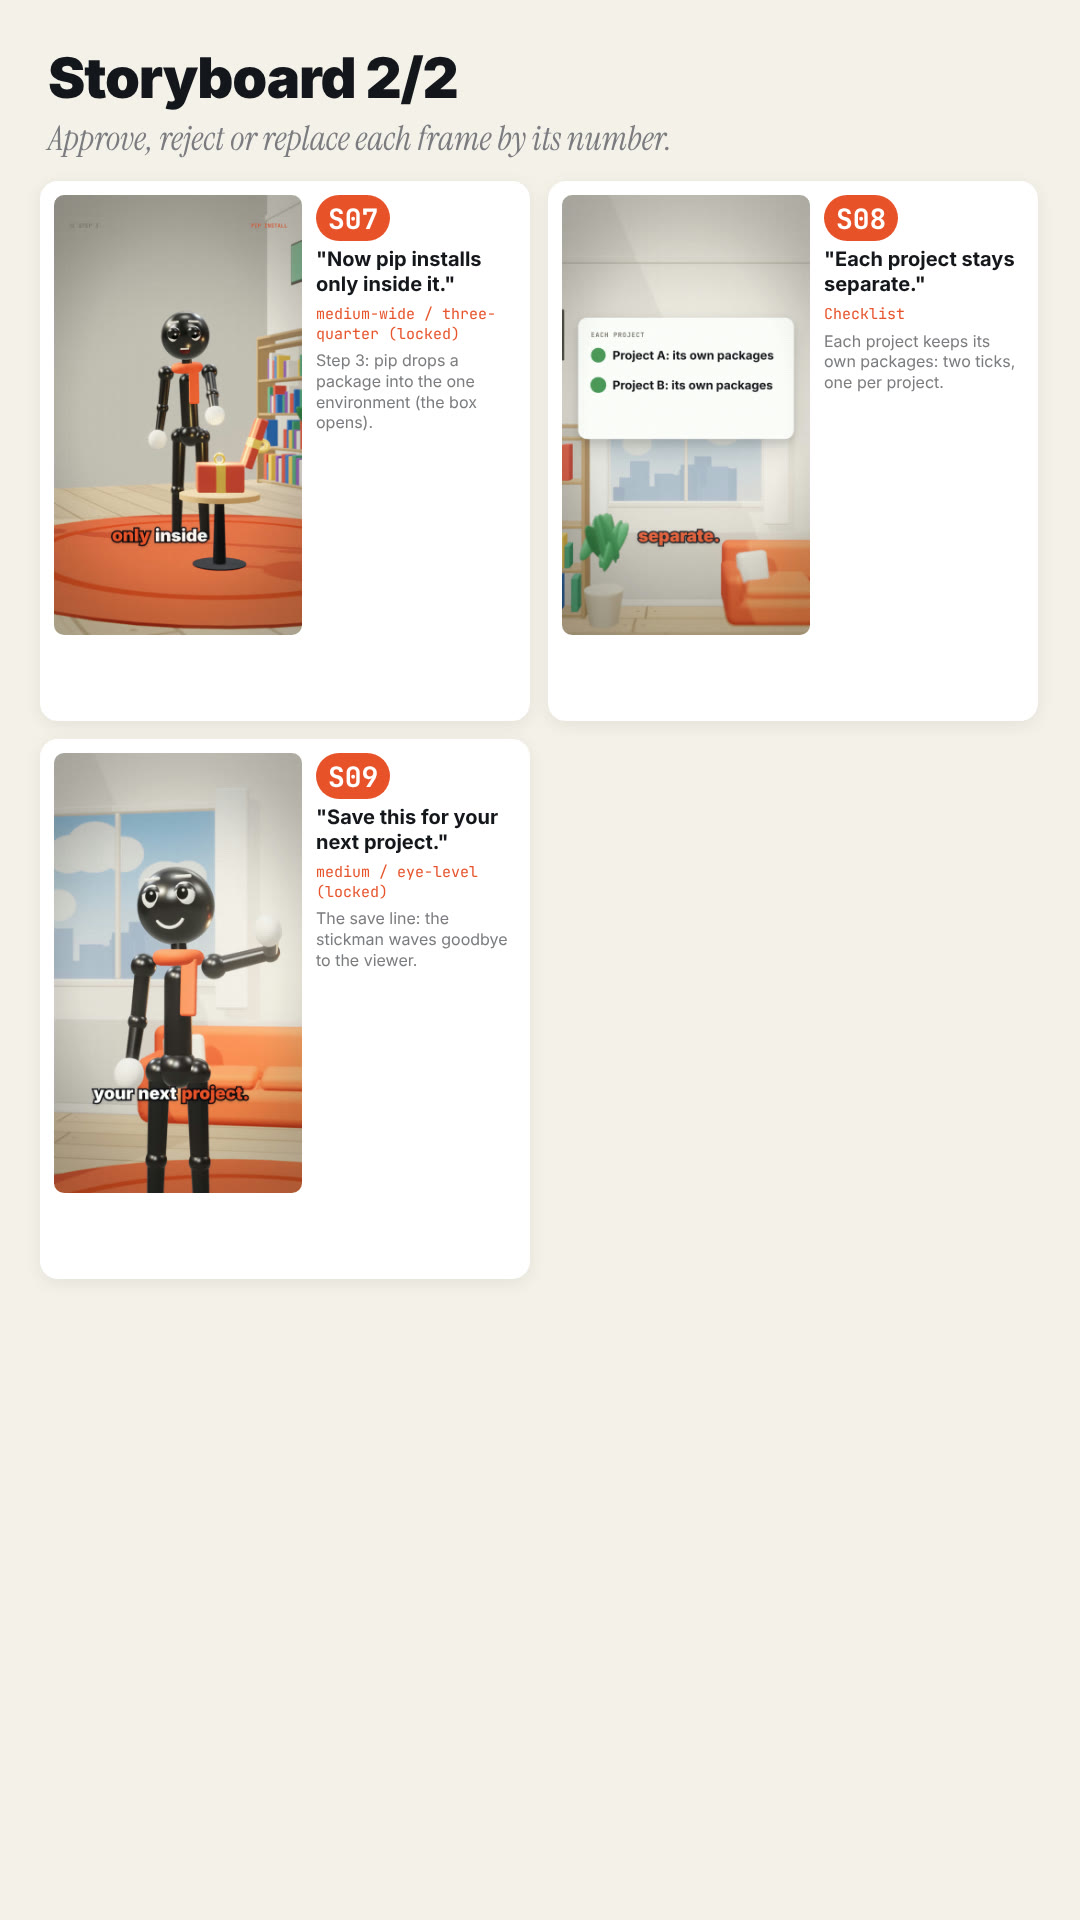 Storyboard 2/2
Approve, reject or replace each frame by its number.
PIP INSTALL
only inside
S07
"Now pip installs
only inside it."
medium-wide / three-
quarter (locked)
Step 3: pip drops a
package into the one
environment (the box
opens).
EACH PROJECT
Project A: its own packages
Project B: its own packages
separate.
S08
"Each project stays
separate."
Checklist
Each project keeps its
own packages: two ticks,
one per project.
your next project.
S09
"Save this for your
next project."
medium / eye-level
(locked)
The save line: the
stickman waves goodbye
to the viewer.